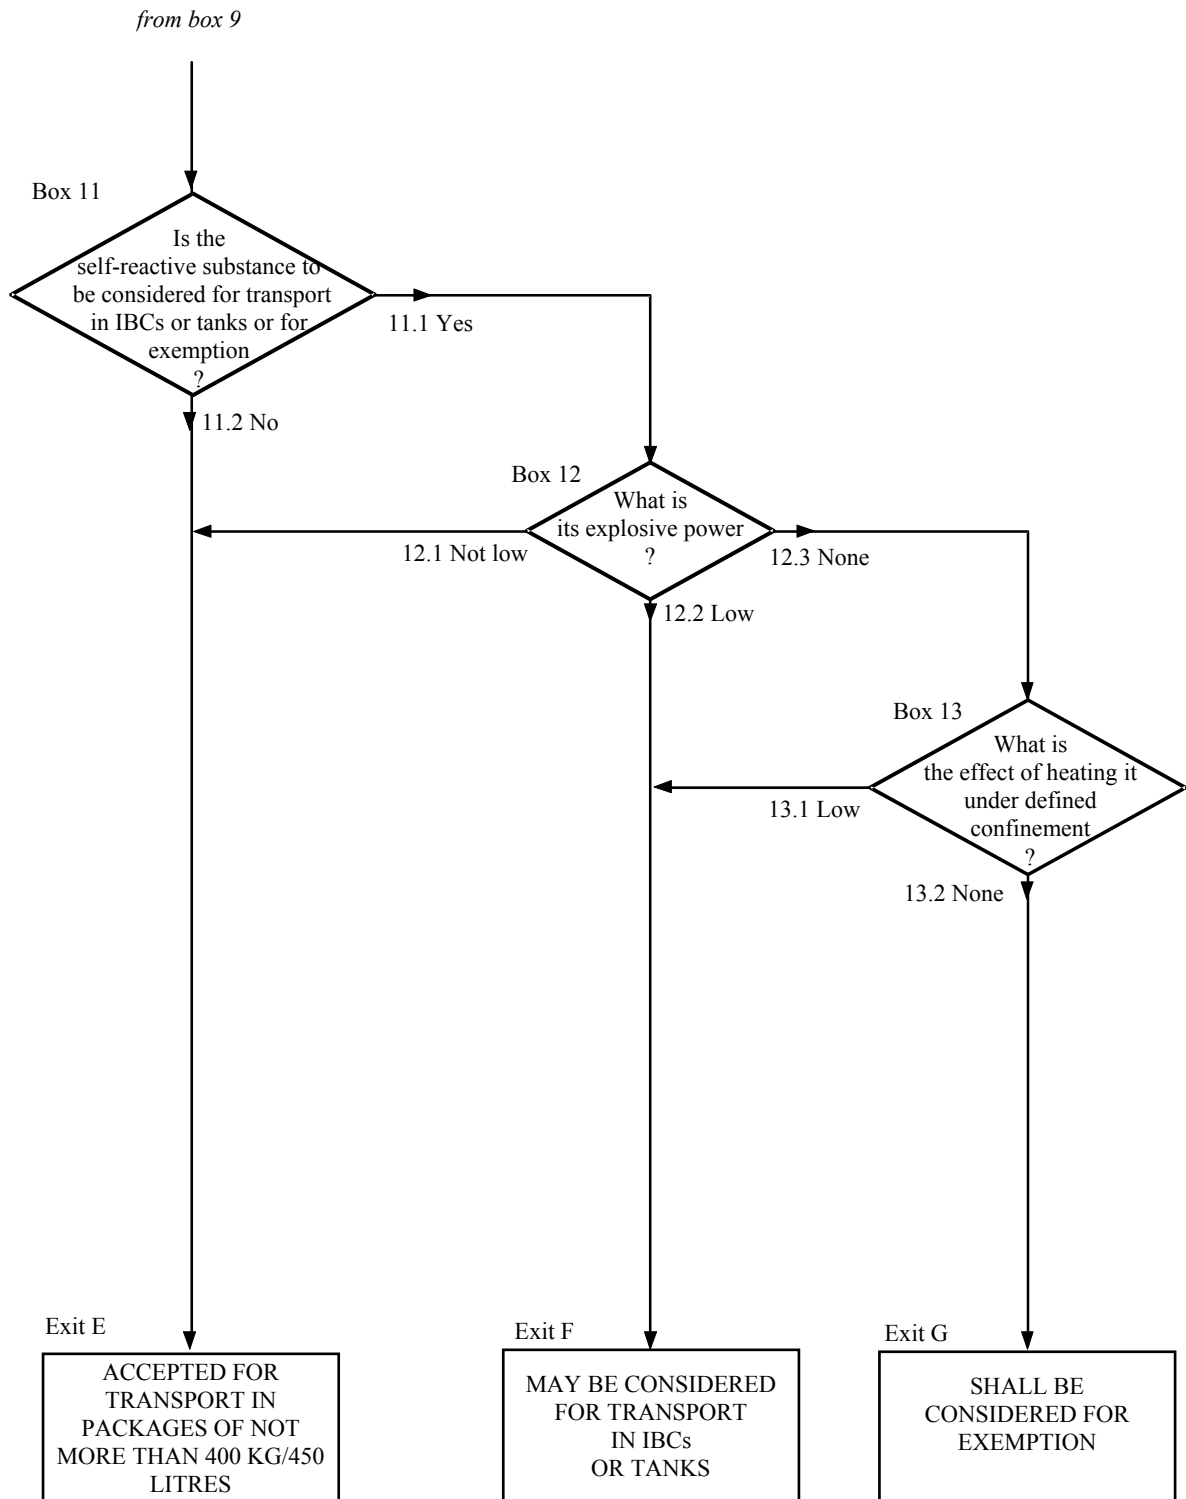 from box 9
Box 11
Is the
self-reactive substance to
be considered for transport
in IBCs or tanks or for
exemption
?
11.1 Yes
11.2 No
Box 12
What is
its explosive power
?
12.1 Not low
12.3 None
12.2 Low
Box 13
What is
the effect of heating it
under defined
confinement
?
13.1 Low
13.2 None
Exit E
ACCEPTED FOR
TRANSPORT IN
PACKAGES OF NOT
MORE THAN 400 KG/450
LITRES
Exit F
MAY BE CONSIDERED
FOR TRANSPORT
IN IBCs
OR TANKS
Exit G
SHALL BE
CONSIDERED FOR
EXEMPTION